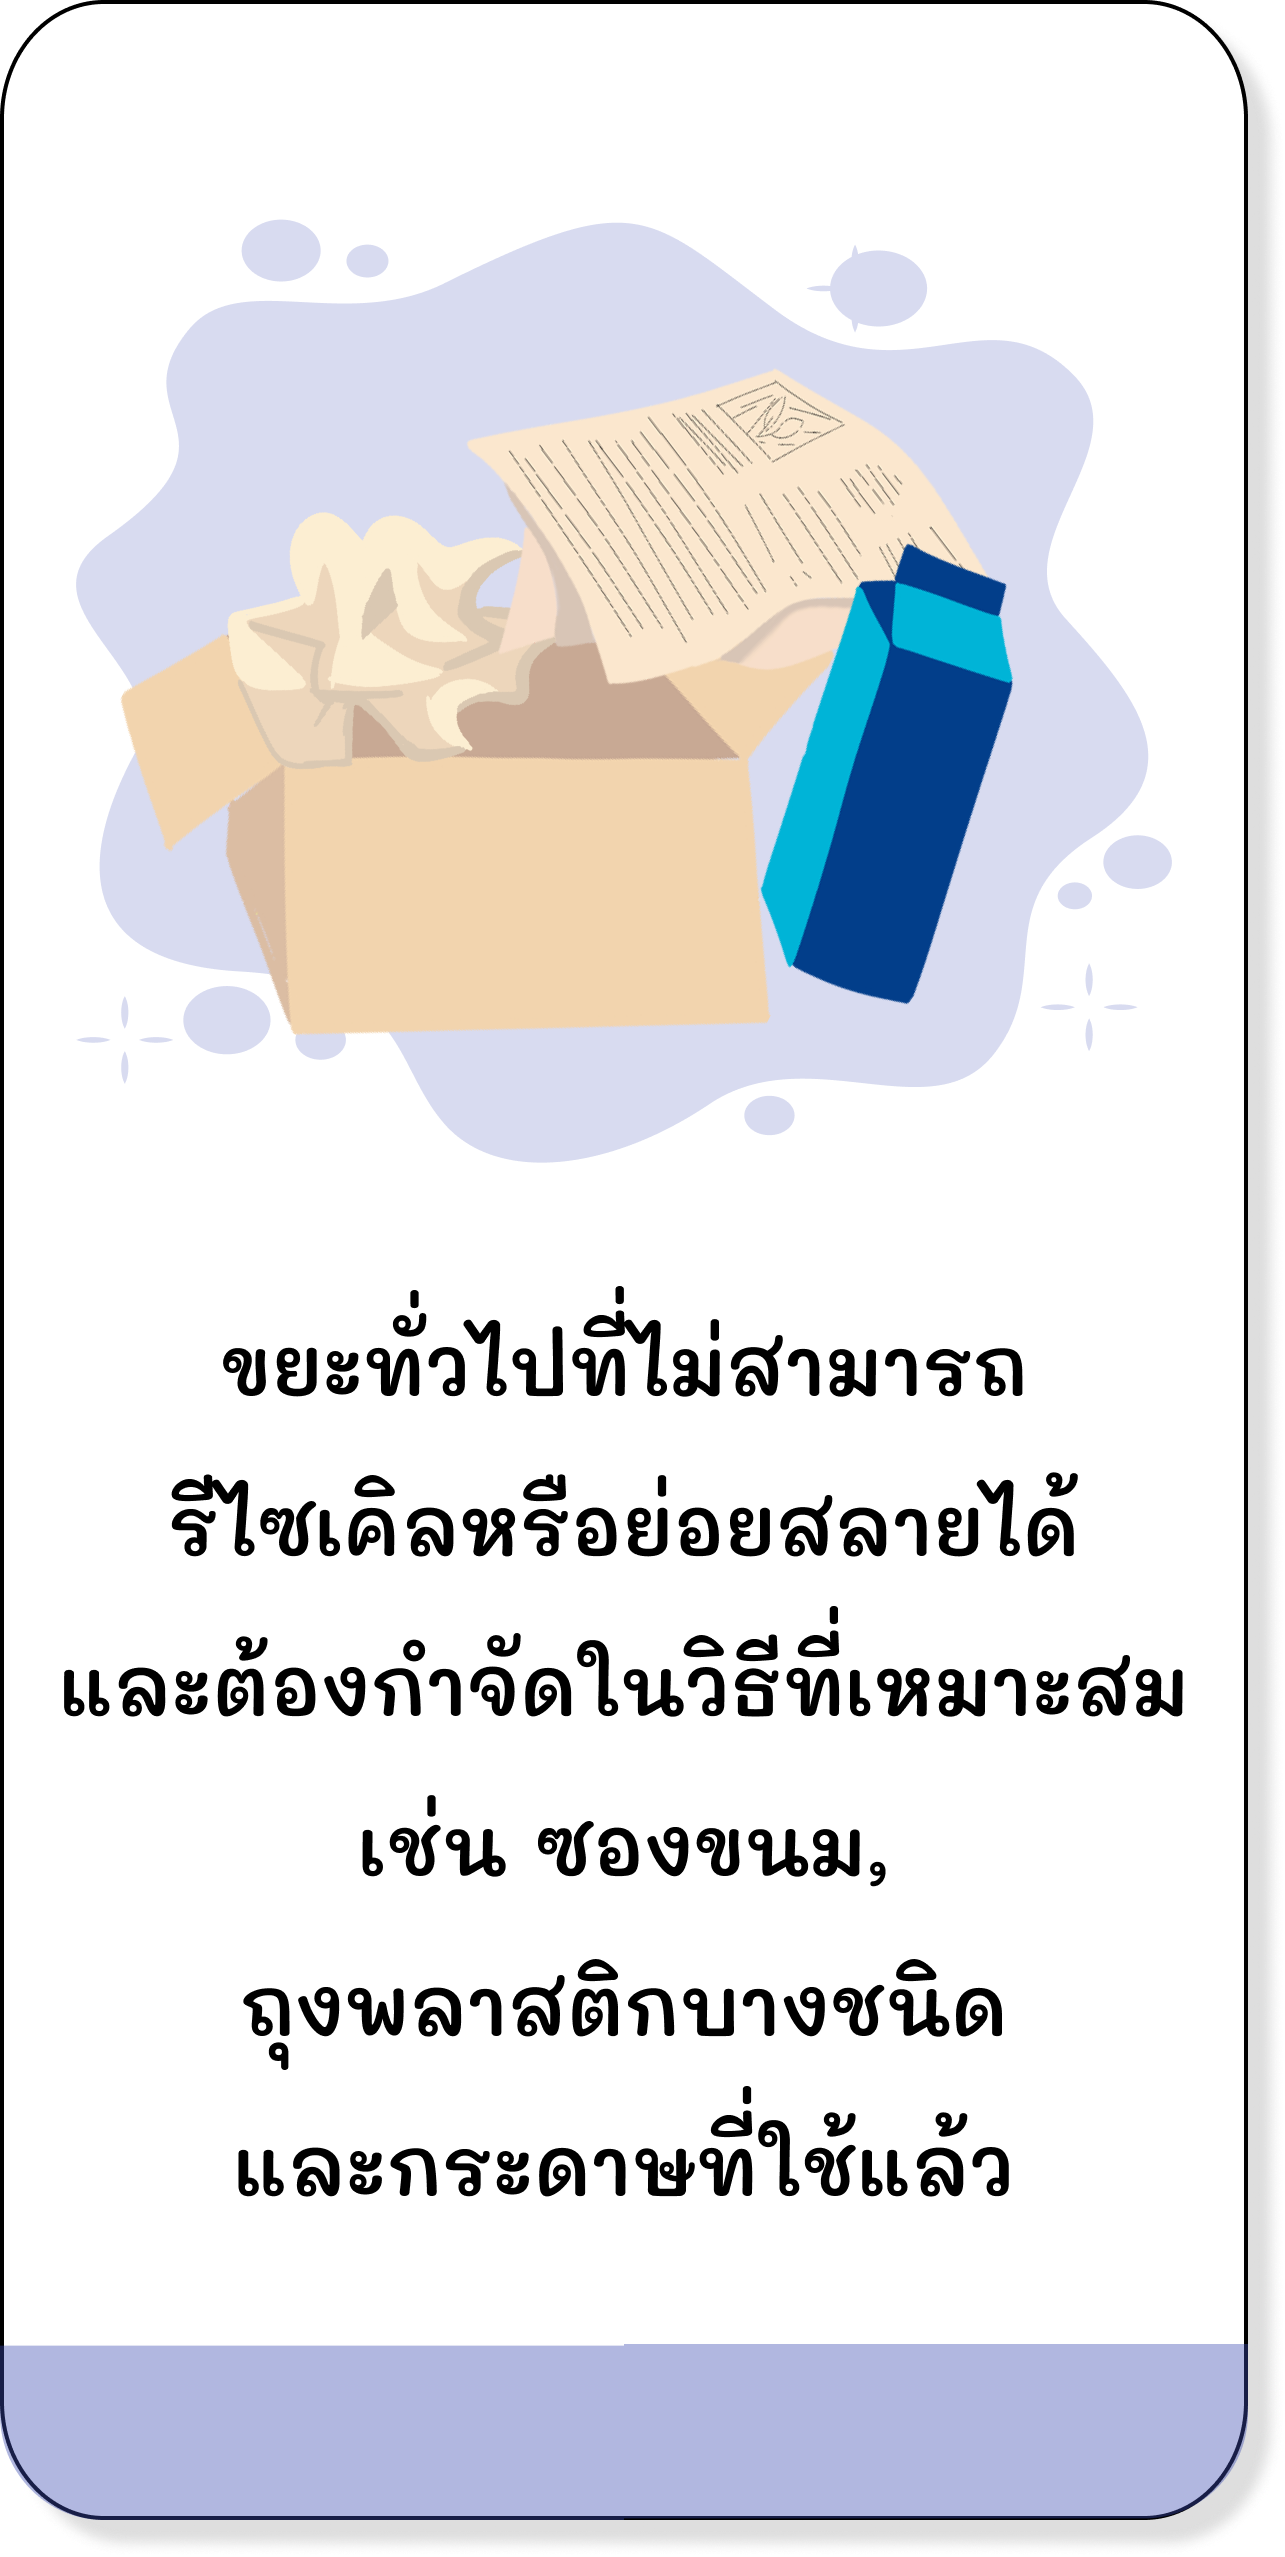 ขยะทั่วไปที่ไม่สามารถ
รีไซเคิลหรือย่อยสลายได้
และต้องกำจัดในวิธีที่เหมาะสม
เช่น ซองขนม,
ถุงพลาสติกบางชนิด
และกระดาษที่ใช้แล้ว